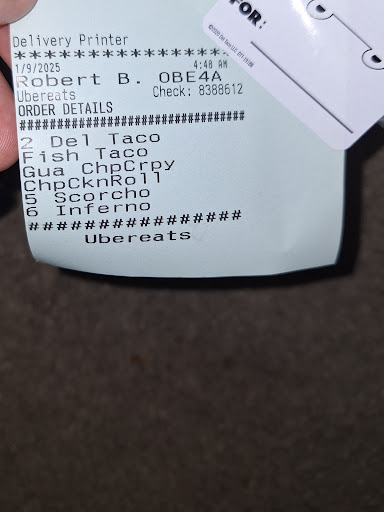 Delivery Printer
*******************
1/9/2025 4:48 AM
Robert B. OBE4A
Ubereats Check: 8388612
ORDER DETAILS
################################
2 Del Taco
Fish Taco
Gua ChpCrpy
ChpCknRoll
5 Scorcho
6 Inferno
################
Ubereats
FOR: